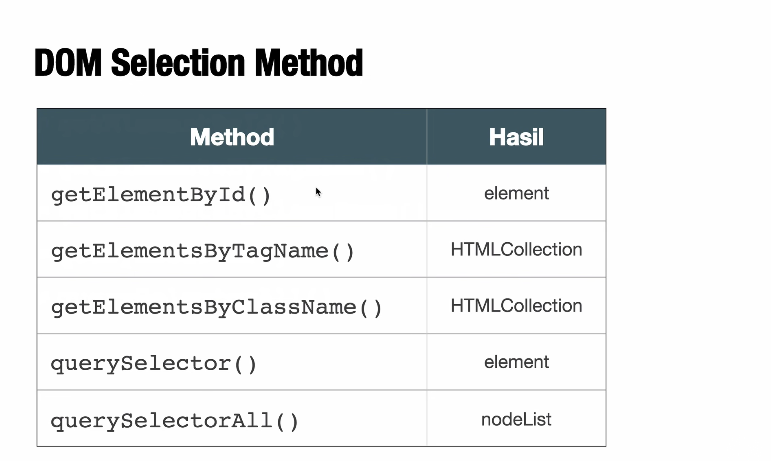 DOM Selection Method
Method Hasil
getElementById() element
getElementsByTagName() HTMLCollection
getElementsByClassName() HTMLCollection
querySelector() element
querySelectorAll() nodeList